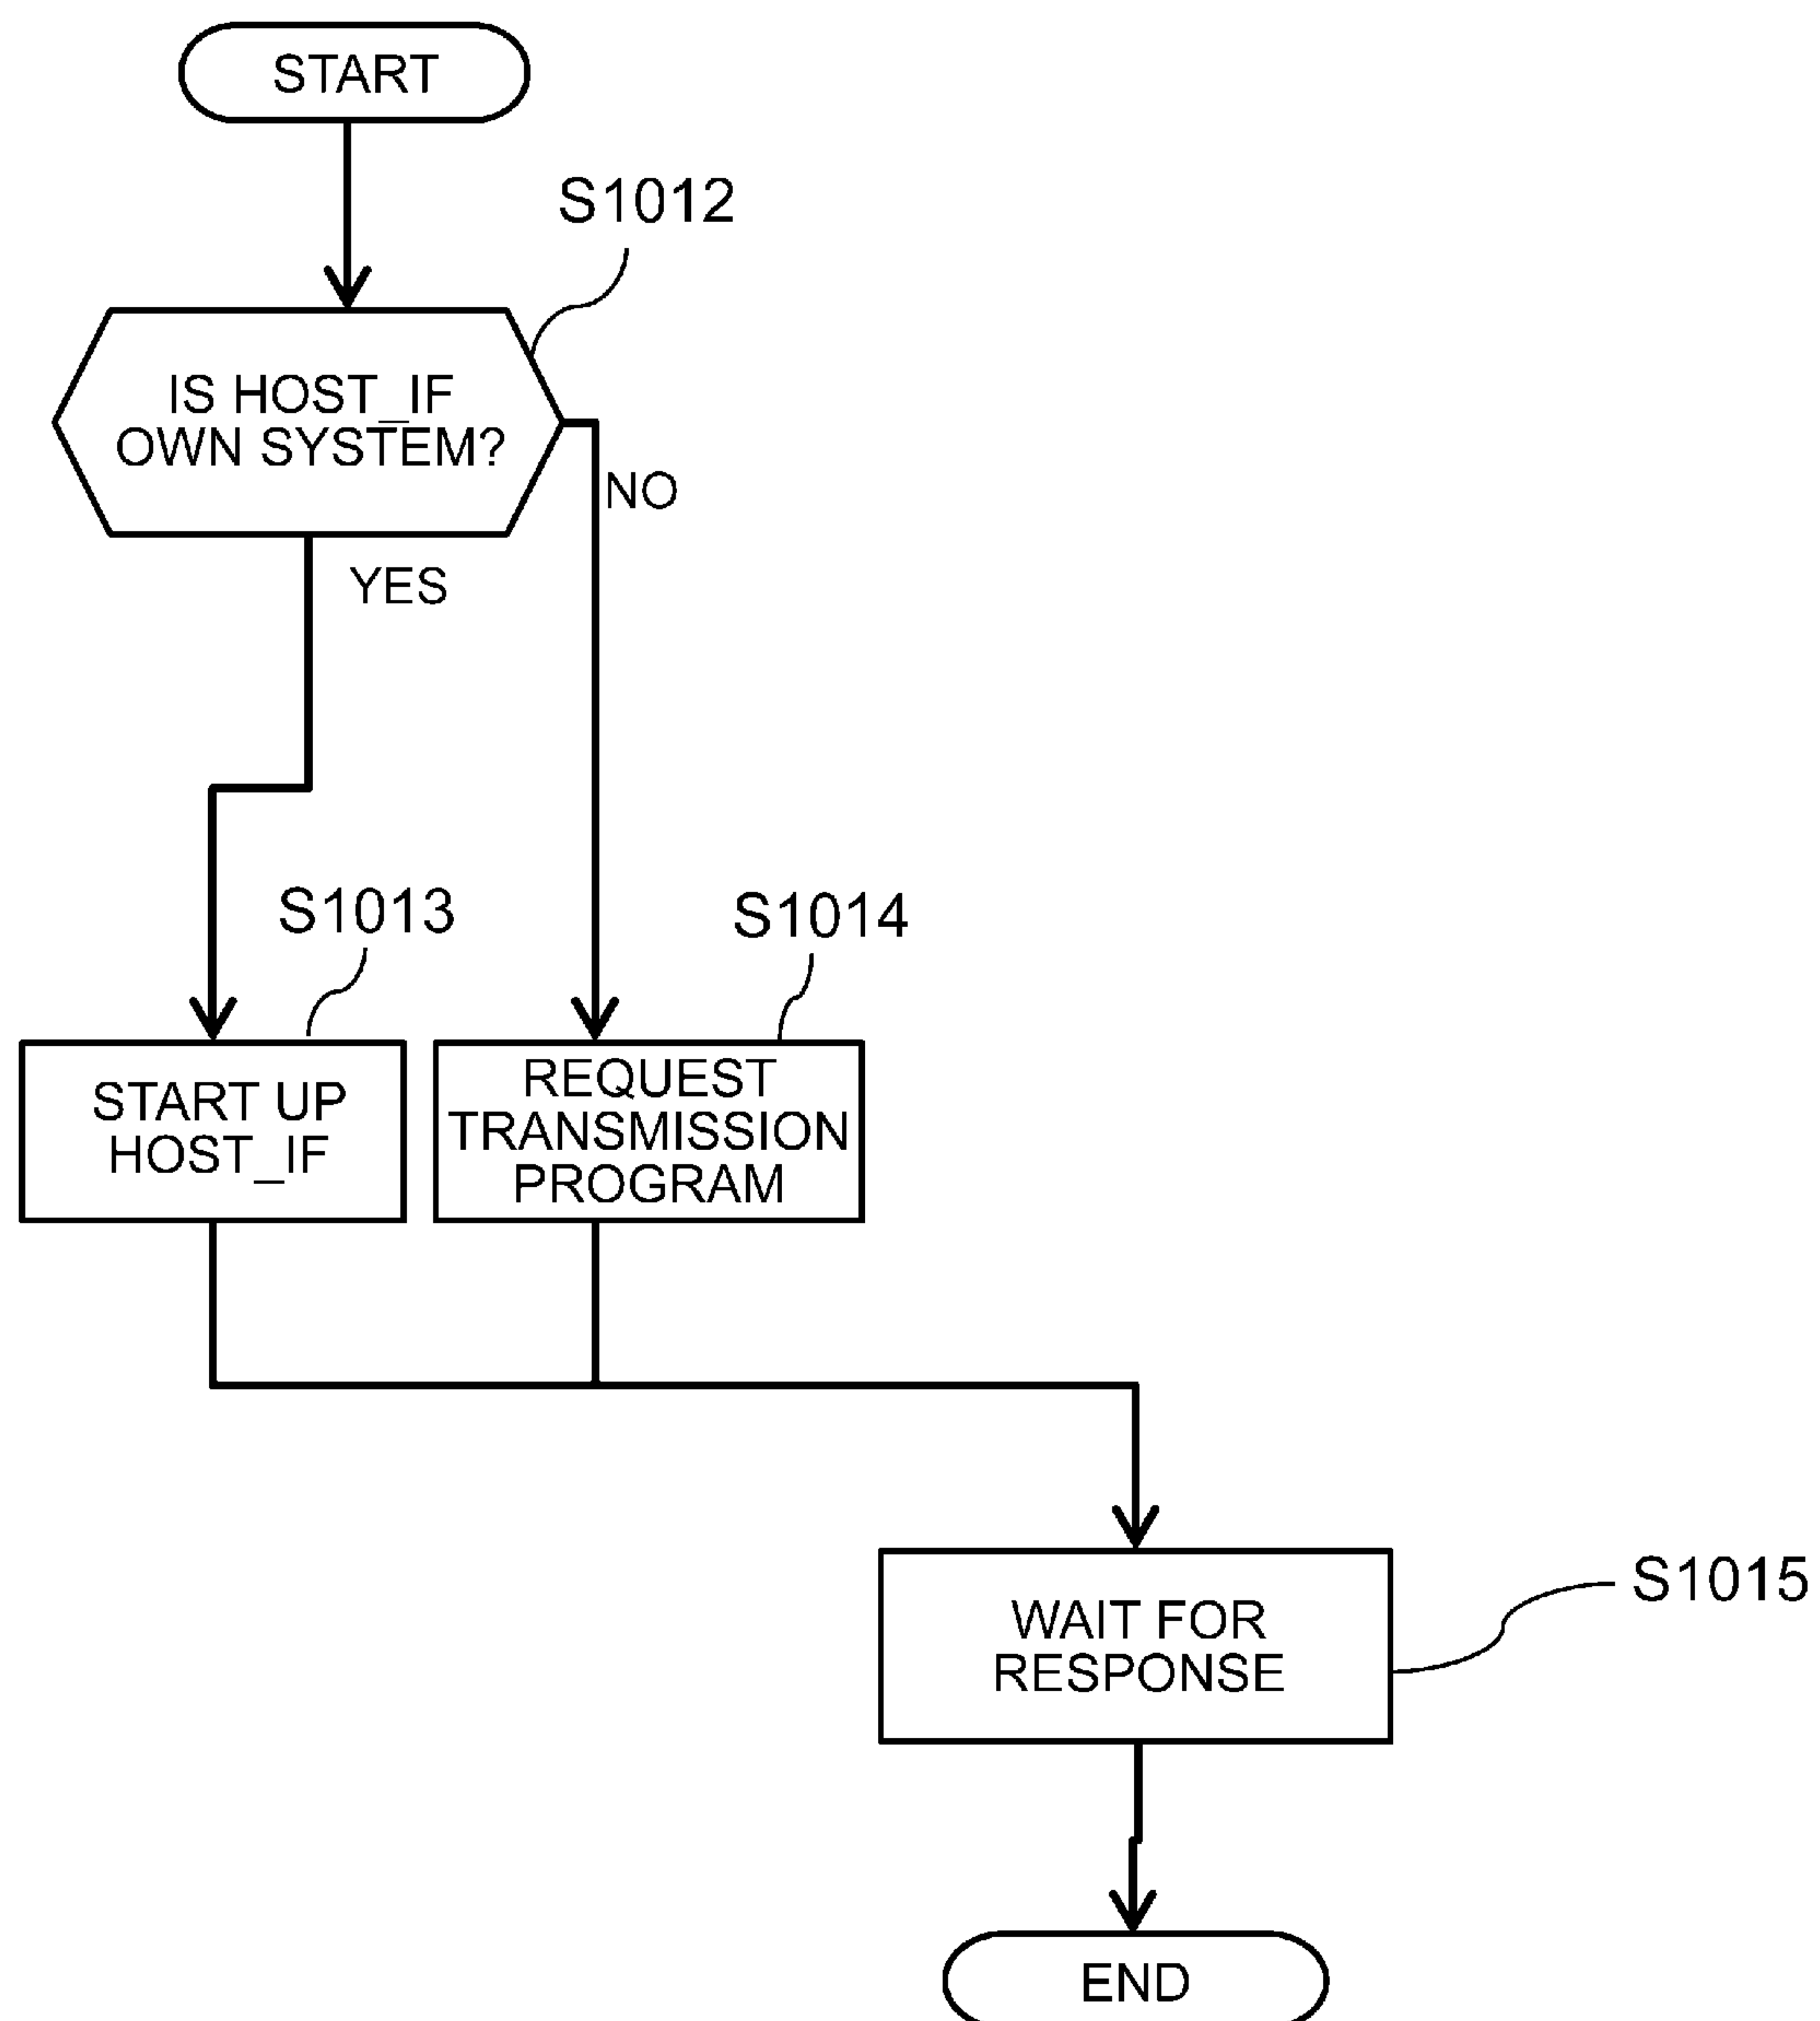 START
S1012
IS HOST_IF
OWN SYSTEM?
NO
YES
S1013
S1014
START UP
HOST_IF
REQUEST
TRANSMISSION
PROGRAM
WAIT FOR
RESPONSE
S1015
END